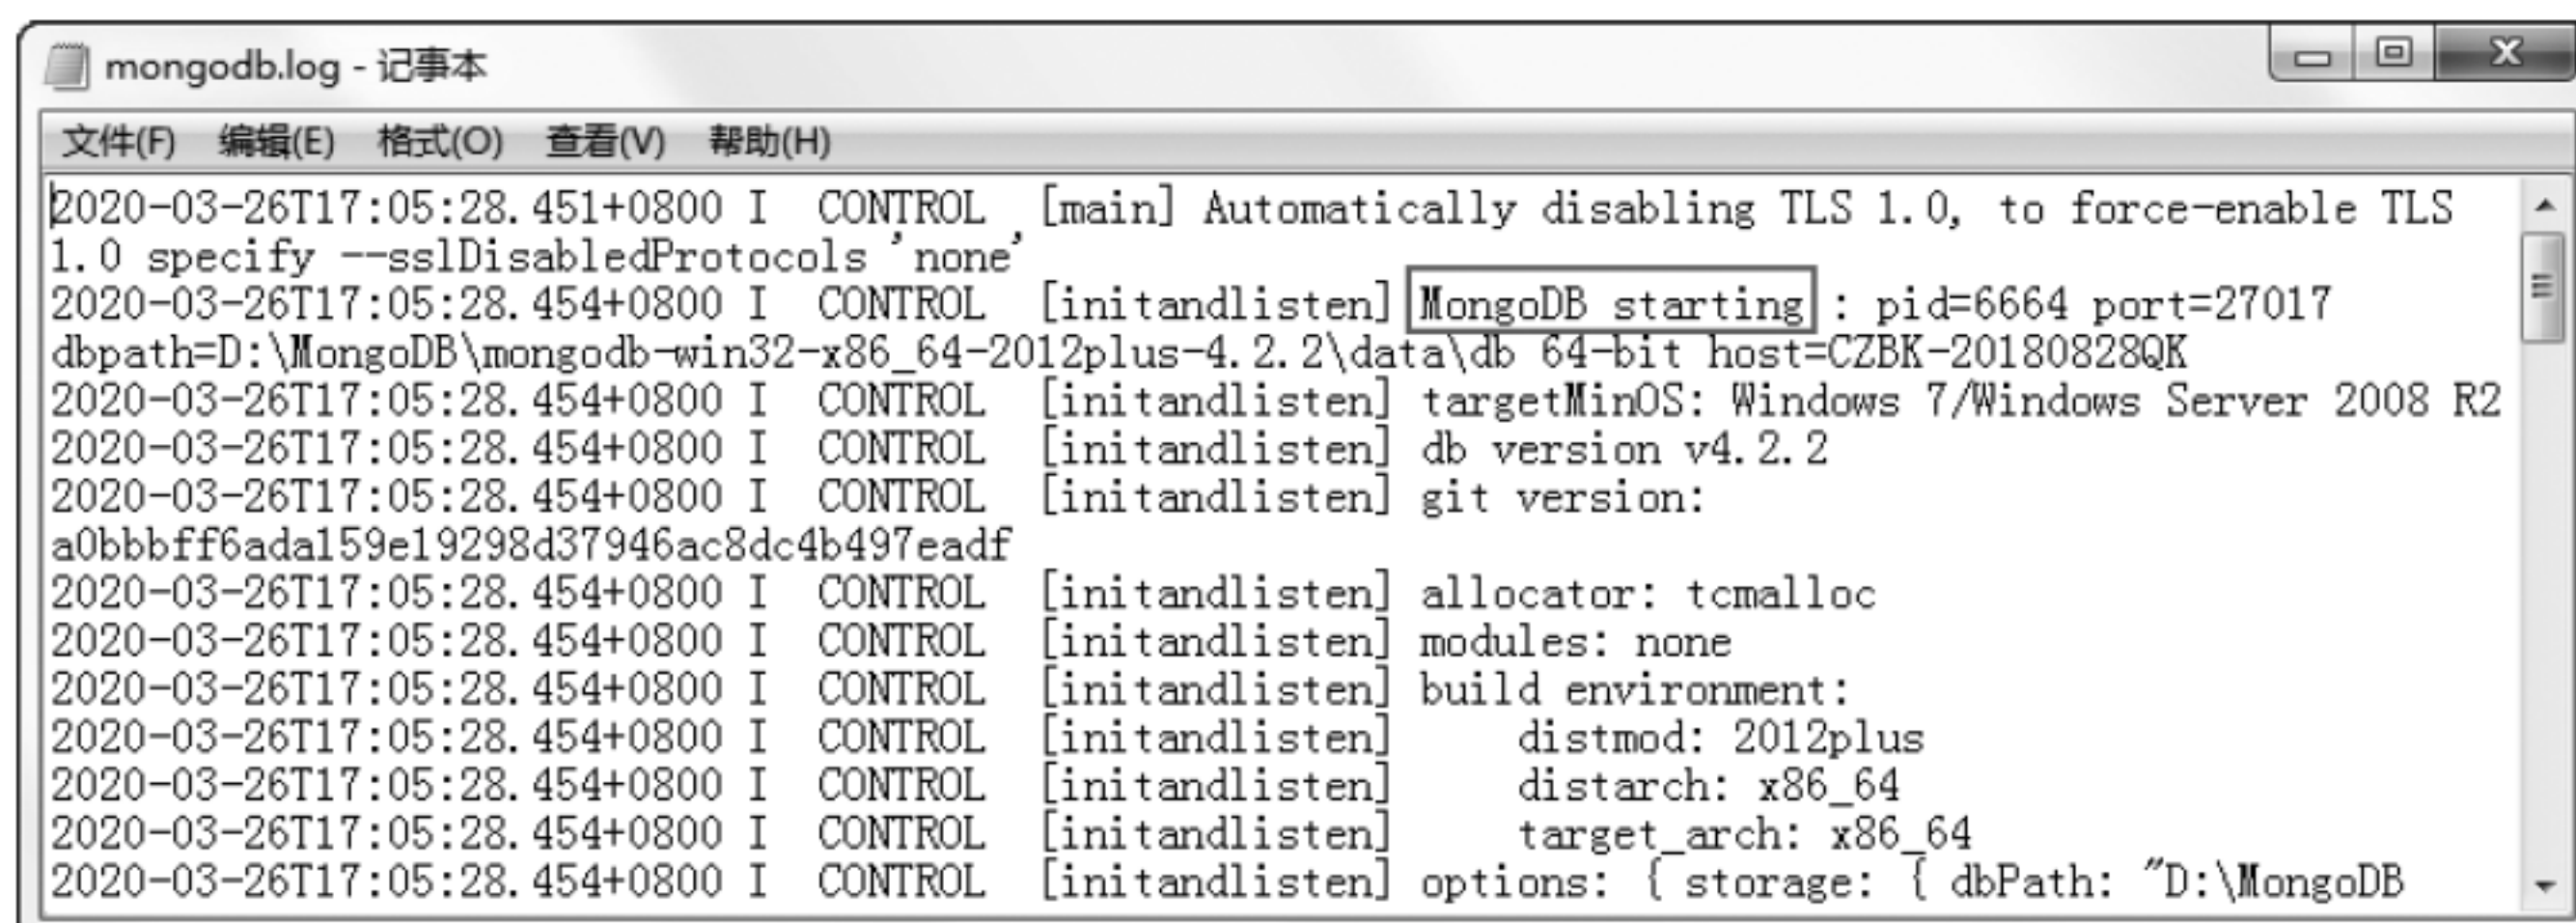 mongodb.log - 记事本
文件(F) 编辑(E) 格式(O) 查看(V) 帮助(H)
2020-03-26T17:05:28.451+0800 I  CONTROL  [main] Automatically disabling TLS 1.0, to force-enable TLS
1.0 specify --sslDisabledProtocols 'none'
2020-03-26T17:05:28.454+0800 I  CONTROL  [initandlisten] MongoDB starting : pid=6664 port=27017
dbpath=D:\MongoDB\mongodb-win32-x86_64-2012plus-4.2.2\data\db 64-bit host=CZBK-20180828QK
2020-03-26T17:05:28.454+0800 I  CONTROL  [initandlisten] targetMinOS: Windows 7/Windows Server 2008 R2
2020-03-26T17:05:28.454+0800 I  CONTROL  [initandlisten] db version v4.2.2
2020-03-26T17:05:28.454+0800 I  CONTROL  [initandlisten] git version:
a0bbbff6ada159e19298d37946ac8dc4b497eadf
2020-03-26T17:05:28.454+0800 I  CONTROL  [initandlisten] allocator: tcmalloc
2020-03-26T17:05:28.454+0800 I  CONTROL  [initandlisten] modules: none
2020-03-26T17:05:28.454+0800 I  CONTROL  [initandlisten] build environment:
2020-03-26T17:05:28.454+0800 I  CONTROL  [initandlisten]     distmod: 2012plus
2020-03-26T17:05:28.454+0800 I  CONTROL  [initandlisten]     distarch: x86_64
2020-03-26T17:05:28.454+0800 I  CONTROL  [initandlisten]     target_arch: x86_64
2020-03-26T17:05:28.454+0800 I  CONTROL  [initandlisten] options: { storage: { dbPath: "D:\MongoDB